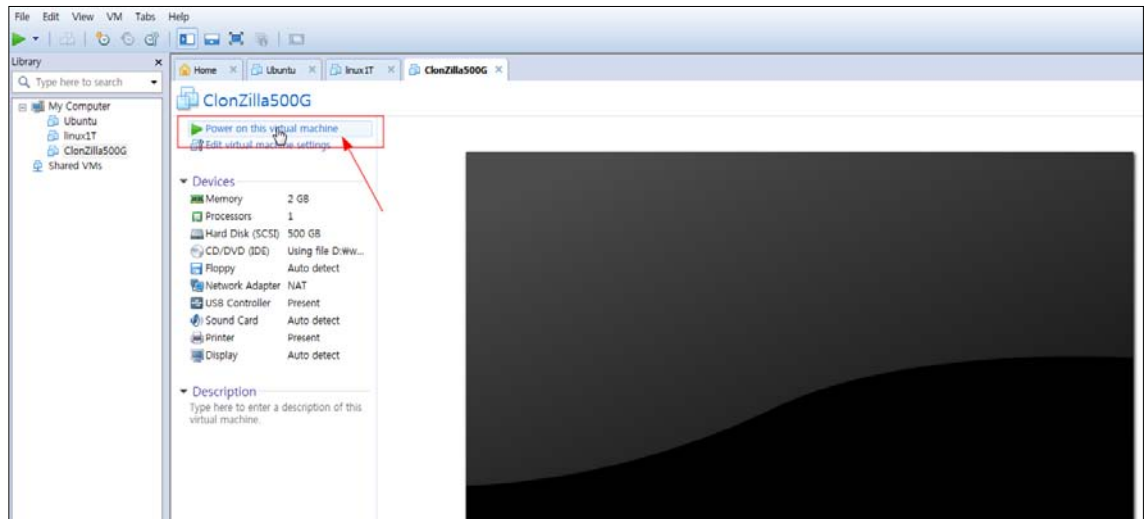 File Edit View VM Tabs Help
Library
Type here to search
My Computer
Ubuntu
linux1T
ClonZilla500G
Shared VMs
Home Ubuntu linux1T ClonZilla500G
ClonZilla500G
Power on this virtual machine
Edit virtual machine settings
Devices
Memory 2 GB
Processors 1
Hard Disk (SCSI) 500 GB
CD/DVD (IDE) Using file D:₩w...
Floppy Auto detect
Network Adapter NAT
USB Controller Present
Sound Card Auto detect
Printer Present
Display Auto detect
Description
Type here to enter a description of this
virtual machine.